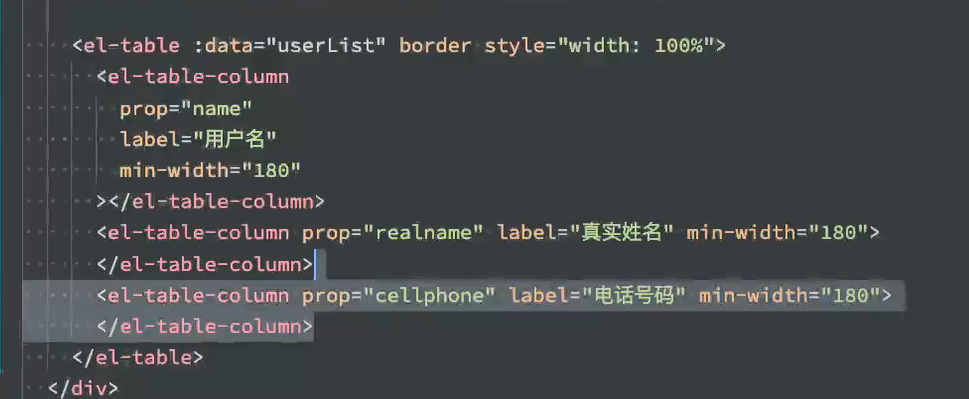 <el-table :data="userList" border style="width: 100%">
<el-table-column
prop="name"
label="用户名"
min-width="180"
></el-table-column>
<el-table-column prop="realname" label="真实姓名" min-width="180">
</el-table-column>
<el-table-column prop="cellphone" label="电话号码" min-width="180">
</el-table-column>
</el-table>
</div>